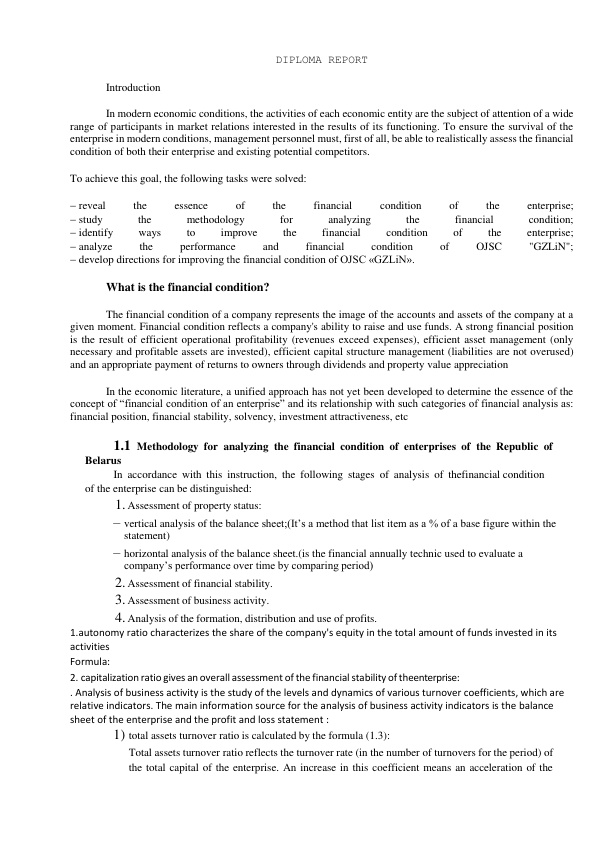 DIPLOMA REPORT
Introduction
In modern economic conditions, the activities of each economic entity are the subject of attention of a wide
range of participants in market relations interested in the results of its functioning. To ensure the survival of the
enterprise in modern conditions, management personnel must, first of all, be able to realistically assess the financial
condition of both their enterprise and existing potential competitors.
To achieve this goal, the following tasks were solved:
– reveal the essence of the financial condition of the enterprise;
– study the methodology for analyzing the financial condition;
– identify ways to improve the financial condition of the enterprise;
– analyze the performance and financial condition of OJSC "GZLiN";
– develop directions for improving the financial condition of OJSC «GZLiN».
What is the financial condition?
The financial condition of a company represents the image of the accounts and assets of the company at a
given moment. Financial condition reflects a company's ability to raise and use funds. A strong financial position
is the result of efficient operational profitability (revenues exceed expenses), efficient asset management (only
necessary and profitable assets are invested), efficient capital structure management (liabilities are not overused)
and an appropriate payment of returns to owners through dividends and property value appreciation
In the economic literature, a unified approach has not yet been developed to determine the essence of the
concept of “financial condition of an enterprise” and its relationship with such categories of financial analysis as:
financial position, financial stability, solvency, investment attractiveness, etc
1.1 Methodology for analyzing the financial condition of enterprises of the Republic of
Belarus
In accordance with this instruction, the following stages of analysis of thefinancial condition
of the enterprise can be distinguished:
1. Assessment of property status:
– vertical analysis of the balance sheet;(It’s a method that list item as a % of a base figure within the
statement)
– horizontal analysis of the balance sheet.(is the financial annually technic used to evaluate a
company’s performance over time by comparing period)
2. Assessment of financial stability.
3. Assessment of business activity.
4. Analysis of the formation, distribution and use of profits.
1.autonomy ratio characterizes the share of the company's equity in the total amount of funds invested in its
activities
Formula:
2. capitalization ratio gives an overall assessment of the financial stability of theenterprise:
. Analysis of business activity is the study of the levels and dynamics of various turnover coefficients, which are
relative indicators. The main information source for the analysis of business activity indicators is the balance
sheet of the enterprise and the profit and loss statement :
1) total assets turnover ratio is calculated by the formula (1.3):
Total assets turnover ratio reflects the turnover rate (in the number of turnovers for the period) of
the total capital of the enterprise. An increase in this coefficient means an acceleration of the